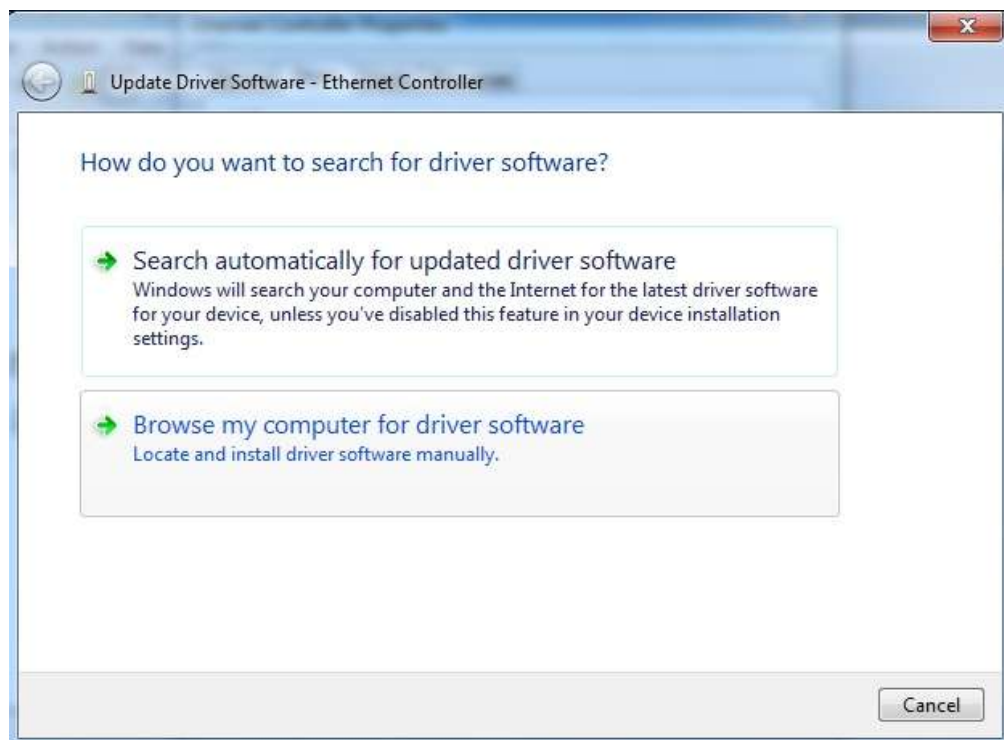 Update Driver Software - Ethernet Controller
How do you want to search for driver software?
Search automatically for updated driver software
Windows will search your computer and the Internet for the latest driver software
for your device, unless you've disabled this feature in your device installation
settings.
Browse my computer for driver software
Locate and install driver software manually.
Cancel